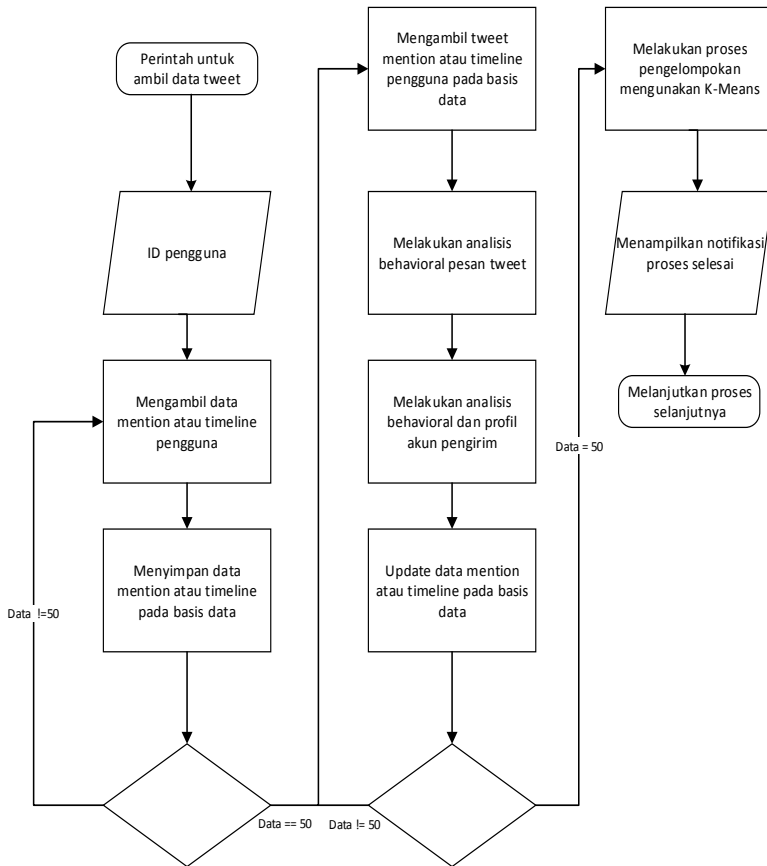 Perintah untuk
ambil data tweet
ID pengguna
Mengambil data
mention atau timeline
pengguna
Menyimpan data
mention atau timeline
pada basis data
Data !=50
Data == 50
Mengambil tweet
mention atau timeline
pengguna pada basis
data
Melakukan analisis
behavioral pesan tweet
Melakukan analisis
behavioral dan profil
akun pengirim
Update data mention
atau timeline pada basis
data
Data != 50
Data = 50
Melakukan proses
pengelompokan
mengunakan K-Means
Menampilkan notifikasi
proses selesai
Melanjutkan proses
selanjutnya